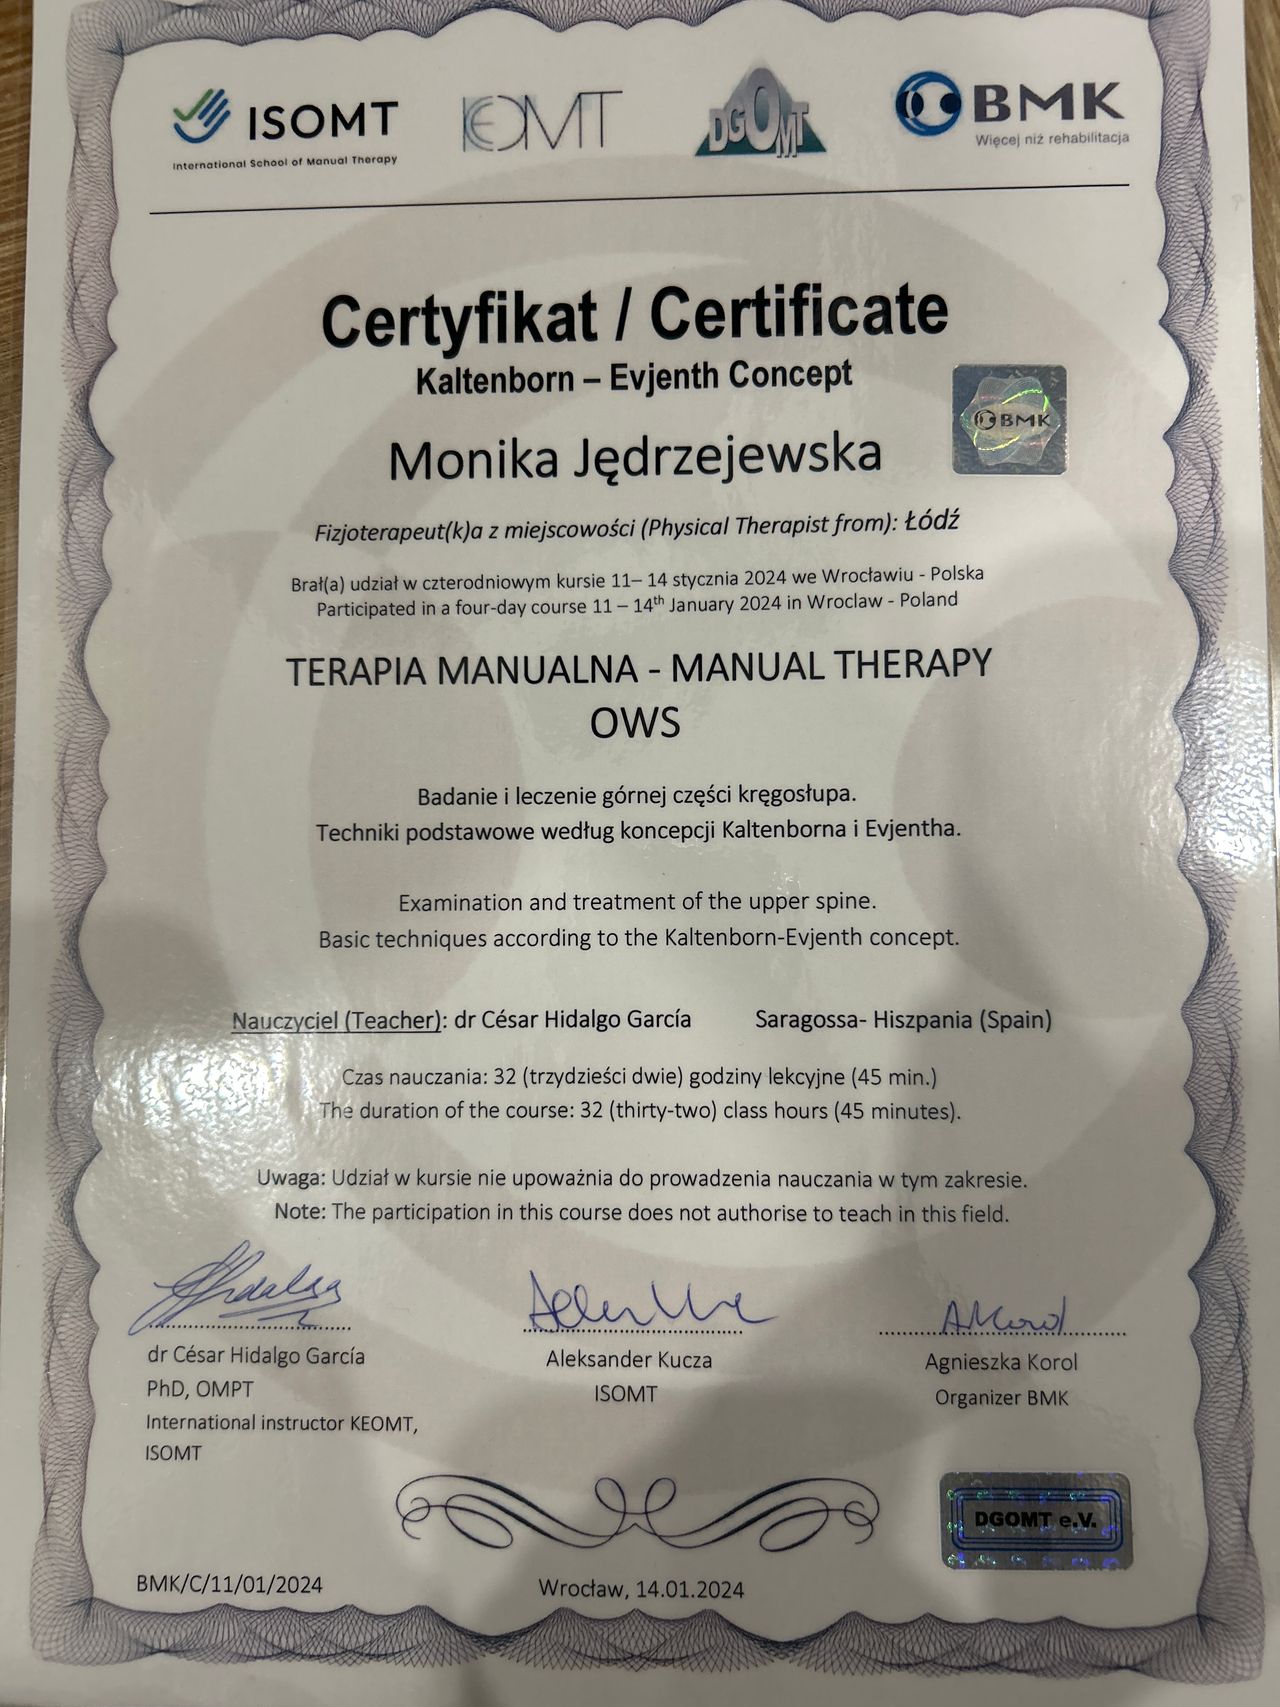 ISOMT
International School of Manual Therapy
KEOMT
DGOMT
BMK
Więcej niż rehabilitacja
Certyfikat / Certificate
Kaltenborn – Evjenth Concept
BMK
Monika Jędrzejewska
Fizjoterapeut(k)a z miejscowości (Physical Therapist from): Łódź
Brał(a) udział w czterodniowym kursie 11– 14 stycznia 2024 we Wrocławiu - Polska
Participated in a four-day course 11 – 14th January 2024 in Wroclaw - Poland
TERAPIA MANUALNA - MANUAL THERAPY
OWS
Badanie i leczenie górnej części kręgosłupa.
Techniki podstawowe według koncepcji Kaltenborna i Evjentha.
Examination and treatment of the upper spine.
Basic techniques according to the Kaltenborn-Evjenth concept.
Nauczyciel (Teacher): dr César Hidalgo García Saragossa- Hiszpania (Spain)
Czas nauczania: 32 (trzydzieści dwie) godziny lekcyjne (45 min.)
The duration of the course: 32 (thirty-two) class hours (45 minutes).
Uwaga: Udział w kursie nie upoważnia do prowadzenia nauczania w tym zakresie.
Note: The participation in this course does not authorise to teach in this field.
dr César Hidalgo García
PhD, OMPT
International instructor KEOMT,
ISOMT
Aleksander Kucza
ISOMT
Agnieszka Korol
Organizer BMK
DGOMT e.V.
BMK/C/11/01/2024
Wrocław, 14.01.2024